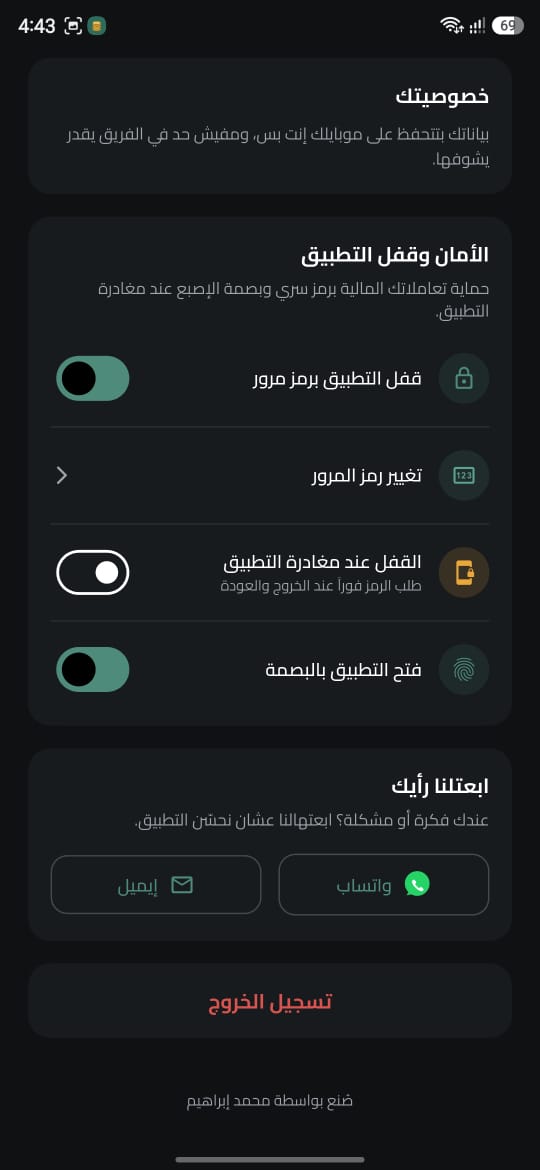 4:43
69
خصوصيتك
بياناتك بتتحفظ على موبايلك إنت بس، ومفيش حد في الفريق يقدر
يشوفها.
الأمان وقفل التطبيق
حماية تعاملاتك المالية برمز سري وبصمة الإصبع عند مغادرة
التطبيق.
قفل التطبيق برمز مرور
123
تغيير رمز المرور
القفل عند مغادرة التطبيق
طلب الرمز فوراً عند الخروج والعودة
فتح التطبيق بالبصمة
ابعتلنا رأيك
عندك فكرة أو مشكلة؟ ابعتهالنا عشان نحسّن التطبيق.
واتساب
إيميل
تسجيل الخروج
صُنع بواسطة محمد إبراهيم